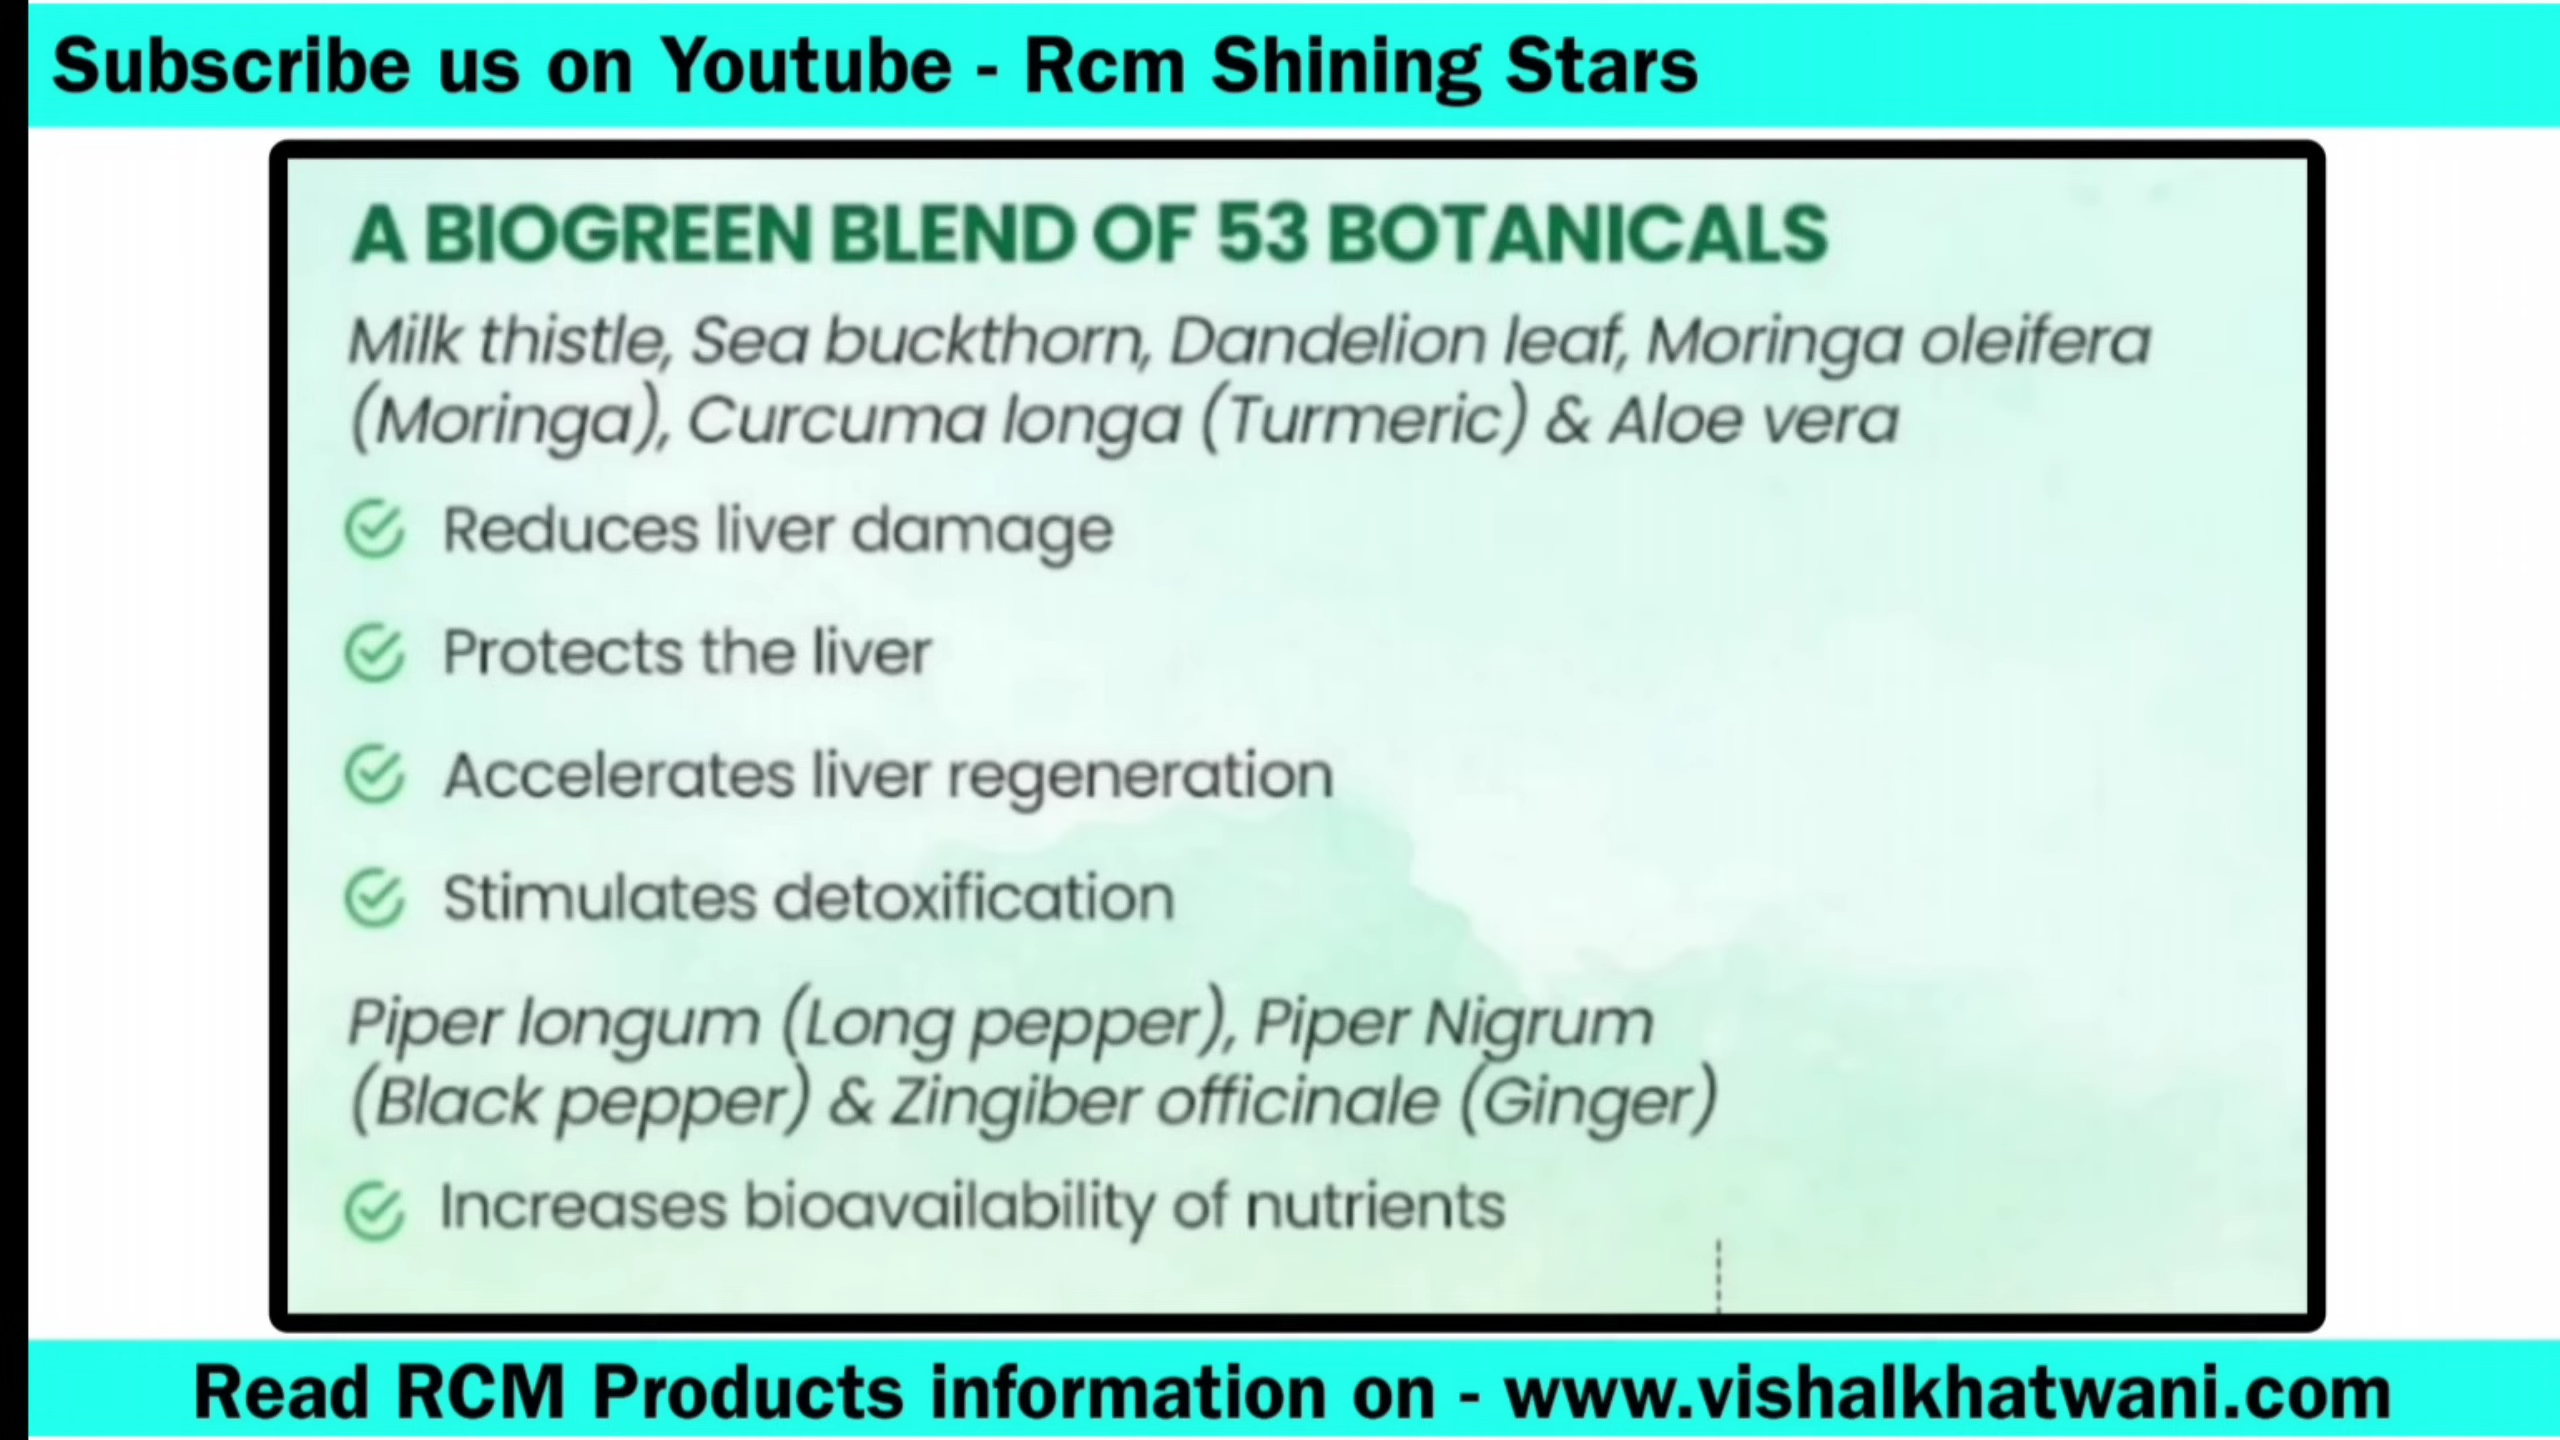 Subscribe us on Youtube - Rcm Shining Stars
A BIOGREEN BLEND OF 53 BOTANICALS
Milk thistle, Sea buckthorn, Dandelion leaf, Moringa oleifera
(Moringa), Curcuma longa (Turmeric) & Aloe vera
Reduces liver damage
Protects the liver
Accelerates liver regeneration
Stimulates detoxification
Piper longum (Long pepper), Piper Nigrum
(Black pepper) & Zingiber officinale (Ginger)
Increases bioavailability of nutrients
Read RCM Products information on - www.vishalkhatwani.com